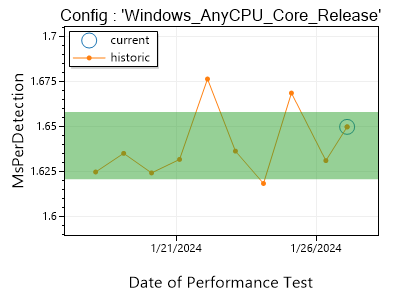 Config : 'Windows_AnyCPU_Core_Release'
current
historic
1.7
1.675
1.65
1.625
1.6
MsPerDetection
1/21/2024
1/26/2024
Date of Performance Test